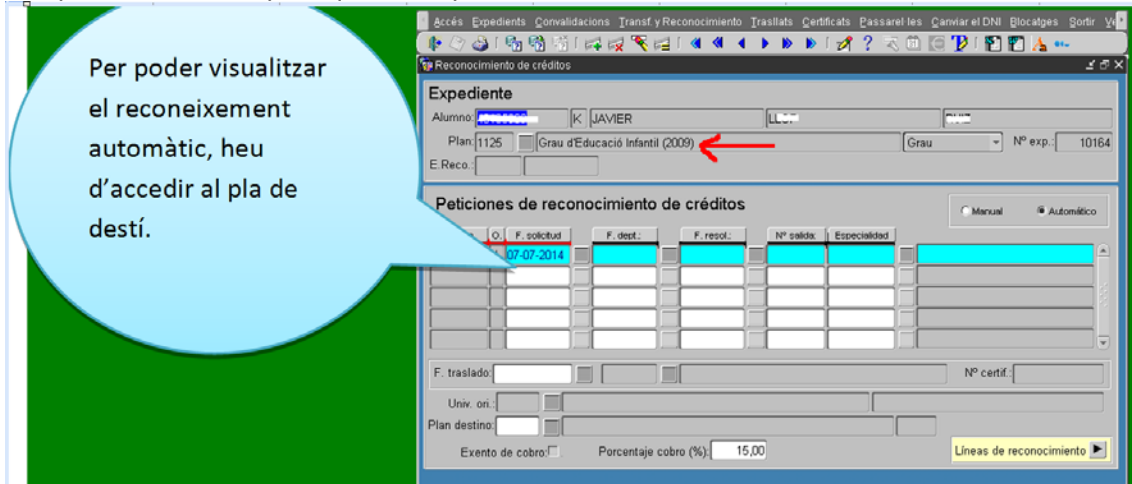 Per poder visualitzar
el reconeixement
automàtic, heu
d'accedir al pla de
destí.
Accés Expedients Convalidacions Transf. y Reconocimiento Trasllats Certificats Passarel·les Canviar el DNI Blocatges Sortir
Reconocimiento de créditos
Expediente
Alumno: K JAVIER
Plan: 1125 Grau d'Educació Infantil (2009) Grau Nº exp.: 10164
E.Reco.:
Peticiones de reconocimiento de créditos
Manual Automático
O. F. solicitud F. dept.: F. resol.: Nº salida: Especialidad
07-07-2014
F. traslado: Nº certif.:
Univ. ori.:
Plan destino:
Exento de cobro: Porcentaje cobro (%): 15,00 Líneas de reconocimiento